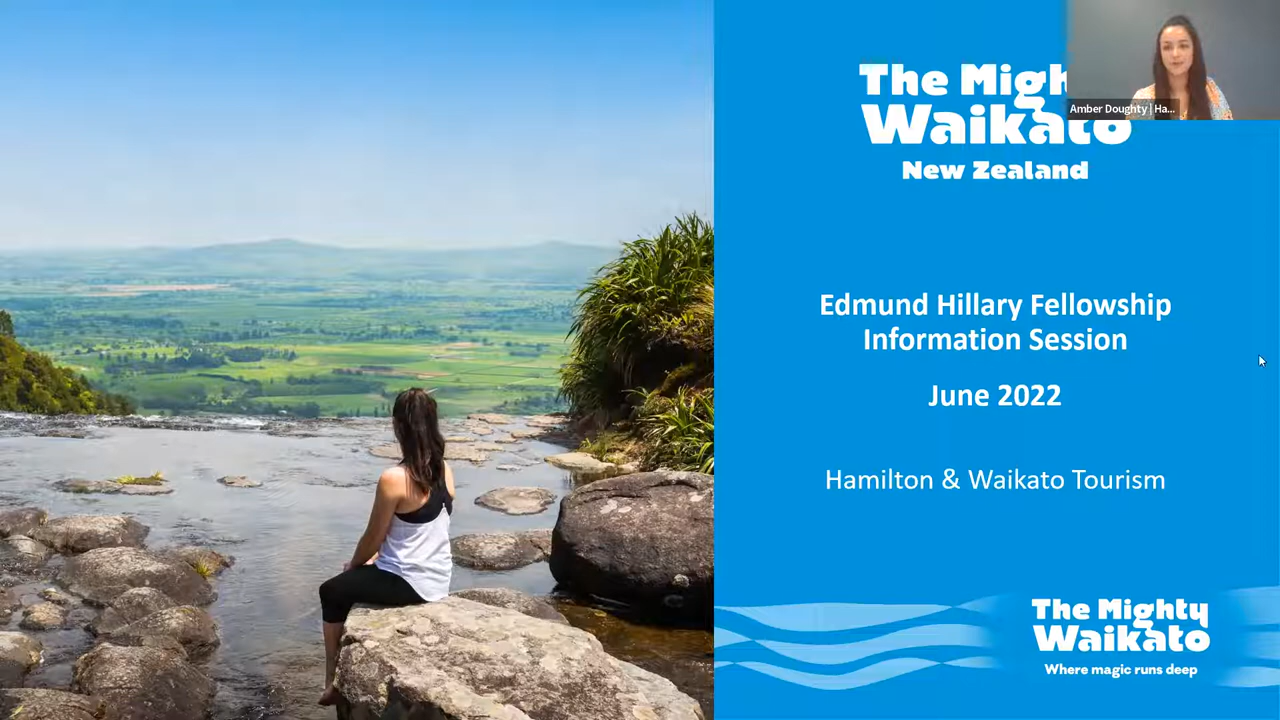 The Migh
Waikato
New Zealand
Amber Doughty | Ha...
Edmund Hillary Fellowship
Information Session
June 2022
Hamilton & Waikato Tourism
The Mighty
Waikato
Where magic runs deep